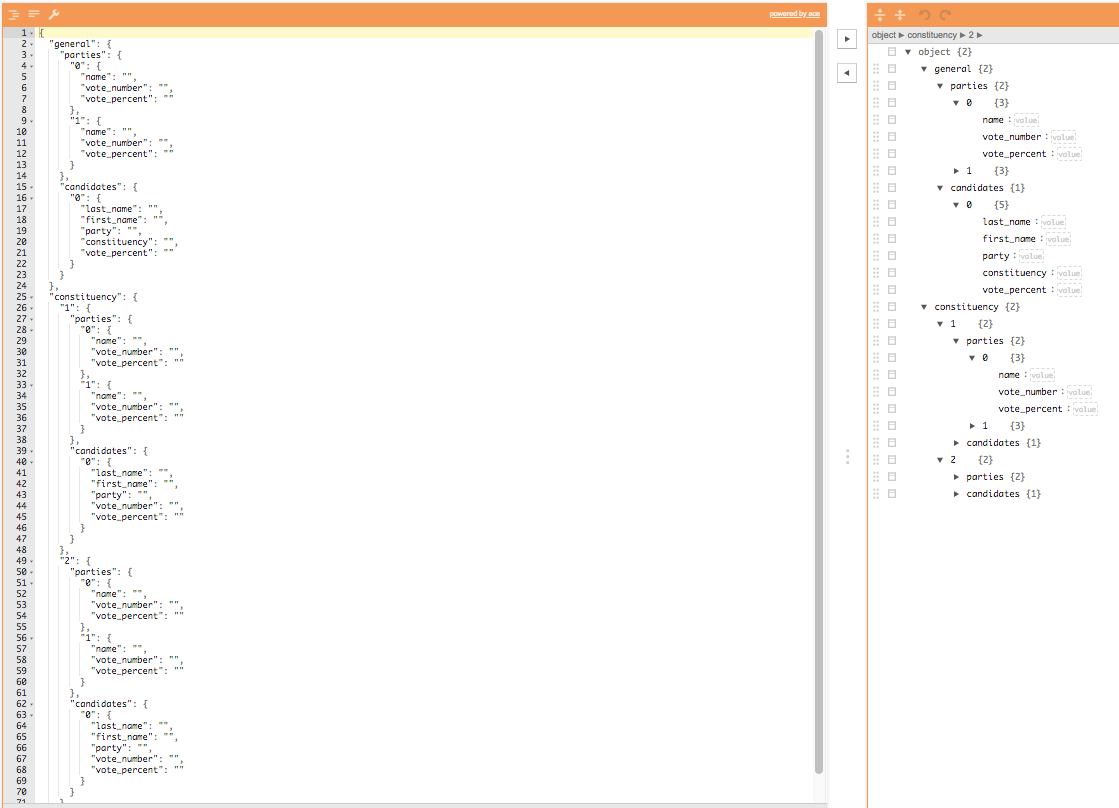 powered by ace
1 {
2 "general": {
3 "parties": {
4 "0": {
5 "name": "",
6 "vote_number": "",
7 "vote_percent": ""
8 },
9 "1": {
10 "name": "",
11 "vote_number": "",
12 "vote_percent": ""
13 }
14 },
15 "candidates": {
16 "0": {
17 "last_name": "",
18 "first_name": "",
19 "party": "",
20 "constituency": "",
21 "vote_percent": ""
22 }
23 }
24 },
25 "constituency": {
26 "1": {
27 "parties": {
28 "0": {
29 "name": "",
30 "vote_number": "",
31 "vote_percent": ""
32 },
33 "1": {
34 "name": "",
35 "vote_number": "",
36 "vote_percent": ""
37 }
38 },
39 "candidates": {
40 "0": {
41 "last_name": "",
42 "first_name": "",
43 "party": "",
44 "vote_number": "",
45 "vote_percent": ""
46 }
47 }
48 },
49 "2": {
50 "parties": {
51 "0": {
52 "name": "",
53 "vote_number": "",
54 "vote_percent": ""
55 },
56 "1": {
57 "name": "",
58 "vote_number": "",
59 "vote_percent": ""
60 }
61 },
62 "candidates": {
63 "0": {
64 "last_name": "",
65 "first_name": "",
66 "party": "",
67 "vote_number": "",
68 "vote_percent": ""
69 }
70 }
71 }
object ► constituency ► 2 ►
▼ object {2}
▼ general {2}
▼ parties {2}
▼ 0 {3}
name : value
vote_number : value
vote_percent : value
► 1 {3}
▼ candidates {1}
▼ 0 {5}
last_name : value
first_name : value
party : value
constituency : value
vote_percent : value
▼ constituency {2}
▼ 1 {2}
▼ parties {2}
▼ 0 {3}
name : value
vote_number : value
vote_percent : value
► 1 {3}
► candidates {1}
▼ 2 {2}
► parties {2}
► candidates {1}